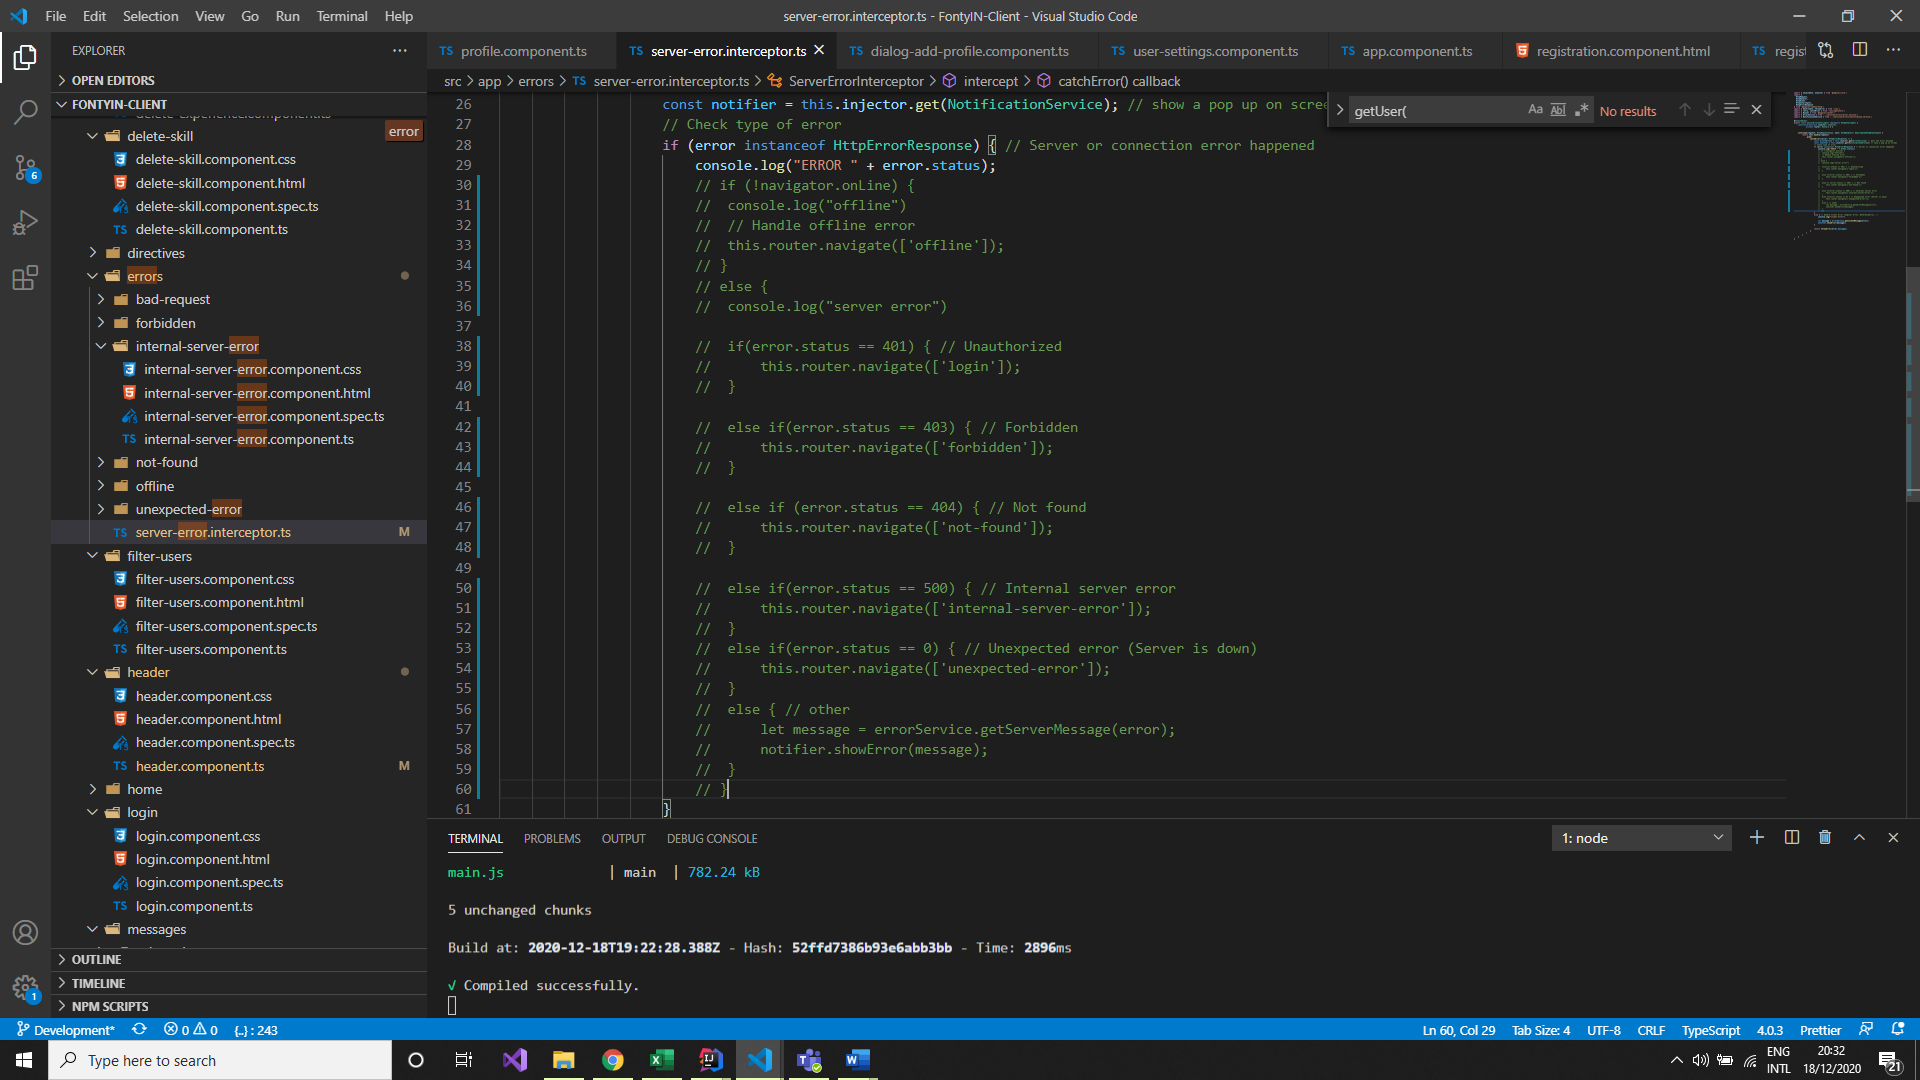 File Edit Selection View Go Run Terminal Help
server-error.interceptor.ts - FontyIN-Client - Visual Studio Code
EXPLORER
OPEN EDITORS
FONTYIN-CLIENT
error
delete-skill
delete-skill.component.css
delete-skill.component.html
delete-skill.component.spec.ts
delete-skill.component.ts
directives
errors
bad-request
forbidden
internal-server-error
internal-server-error.component.css
internal-server-error.component.html
internal-server-error.component.spec.ts
internal-server-error.component.ts
not-found
offline
unexpected-error
TS server-error.interceptor.ts M
filter-users
filter-users.component.css
filter-users.component.html
filter-users.component.spec.ts
TS filter-users.component.ts
header
header.component.css
header.component.html
header.component.spec.ts
TS header.component.ts M
home
login
login.component.css
login.component.html
login.component.spec.ts
TS login.component.ts
messages
OUTLINE
TIMELINE
NPM SCRIPTS
TS profile.component.ts TS server-error.interceptor.ts TS dialog-add-profile.component.ts TS user-settings.component.ts TS app.component.ts registration.component.html TS regist
src > app > errors > TS server-error.interceptor.ts > ServerErrorInterceptor > intercept > catchError() callback
getUser( Aa Abl .* No results
26 const notifier = this.injector.get(NotificationService); // show a pop up on scree
27 // Check type of error
28 if (error instanceof HttpErrorResponse) { // Server or connection error happened
29 console.log("ERROR " + error.status);
30 // if (!navigator.onLine) {
31 // console.log("offline")
32 // // Handle offline error
33 // this.router.navigate(['offline']);
34 // }
35 // else {
36 // console.log("server error")
37
38 // if(error.status == 401) { // Unauthorized
39 // this.router.navigate(['login']);
40 // }
41
42 // else if(error.status == 403) { // Forbidden
43 // this.router.navigate(['forbidden']);
44 // }
45
46 // else if (error.status == 404) { // Not found
47 // this.router.navigate(['not-found']);
48 // }
49
50 // else if(error.status == 500) { // Internal server error
51 // this.router.navigate(['internal-server-error']);
52 // }
53 // else if(error.status == 0) { // Unexpected error (Server is down)
54 // this.router.navigate(['unexpected-error']);
55 // }
56 // else { // other
57 // let message = errorService.getServerMessage(error);
58 // notifier.showError(message);
59 // }
60 // }
61 }
TERMINAL PROBLEMS OUTPUT DEBUG CONSOLE 1: node
main.js | main | 782.24 kB
5 unchanged chunks
Build at: 2020-12-18T19:22:28.388Z - Hash: 52ffd7386b93e6abb3bb - Time: 2896ms
√ Compiled successfully.
6
1
Development* 0 0 {..} : 243 Ln 60, Col 29 Tab Size: 4 UTF-8 CRLF TypeScript 4.0.3 Prettier
Type here to search
ENG
INTL
20:32
18/12/2020
21